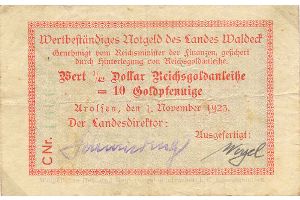 Wertbeständiges Notgeld des Landes Waldeck
Genehmigt vom Reichsminister der Finanzen, gesichert
durch Hinterlegung von Reichsgoldanleihe.
Wert 1/42 Dollar Reichsgoldanleihe
= 10 Goldpfennige
Arolsen, den 1. November 1923.
Der Landesdirektor:
Ausgefertigt:
C Nr.